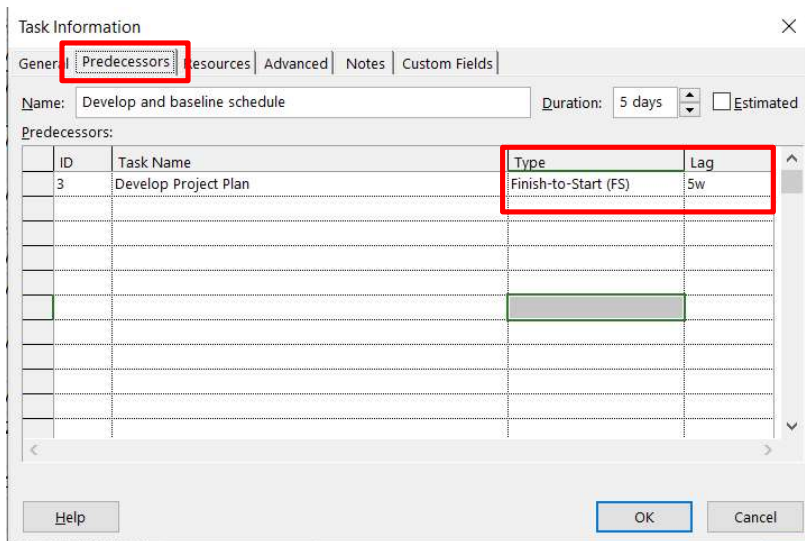 Task Information
General Predecessors Resources Advanced Notes Custom Fields
Name: Develop and baseline schedule Duration: 5 days Estimated
Predecessors:
ID Task Name Type Lag
3 Develop Project Plan Finish-to-Start (FS) 5w
Help OK Cancel